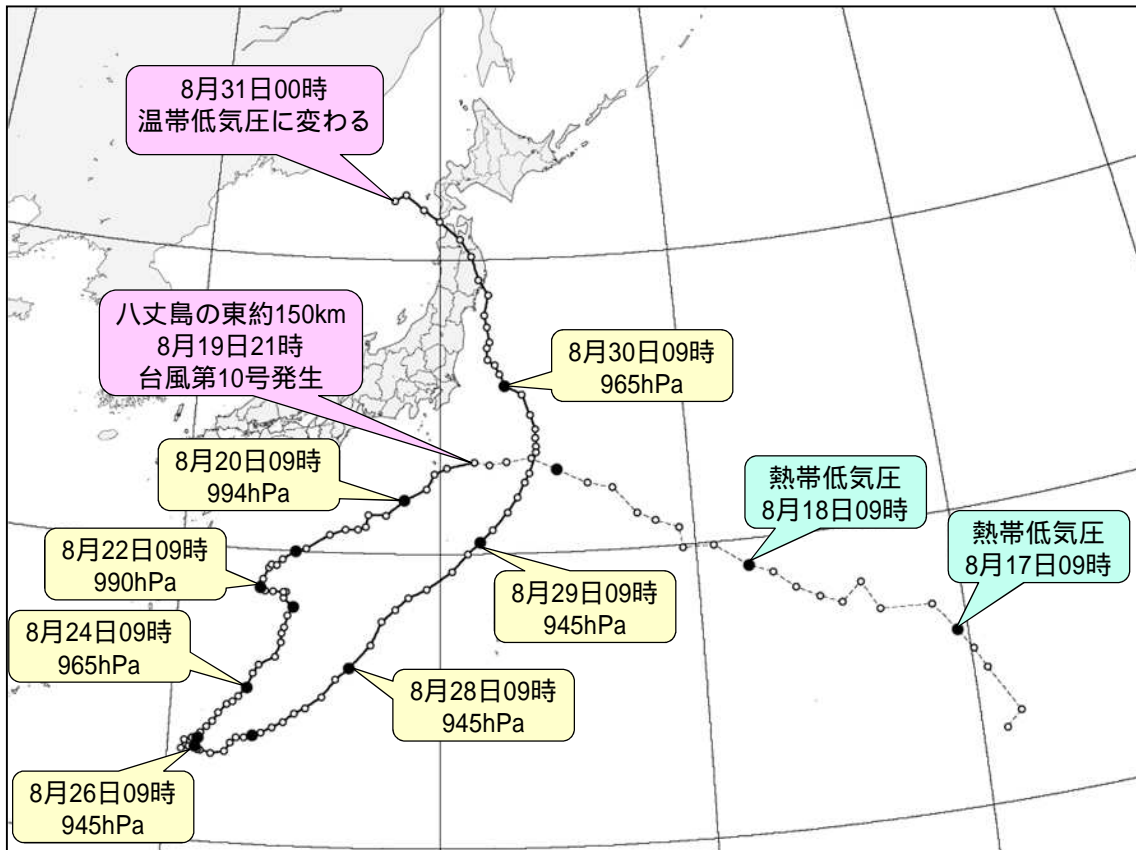 8月31日00時
温帯低気圧に変わる
八丈島の東約150km
8月19日21時
台風第10号発生
8月30日09時
965hPa
8月20日09時
994hPa
熱帯低気圧
8月18日09時
熱帯低気圧
8月17日09時
8月22日09時
990hPa
8月29日09時
945hPa
8月24日09時
965hPa
8月28日09時
945hPa
8月26日09時
945hPa